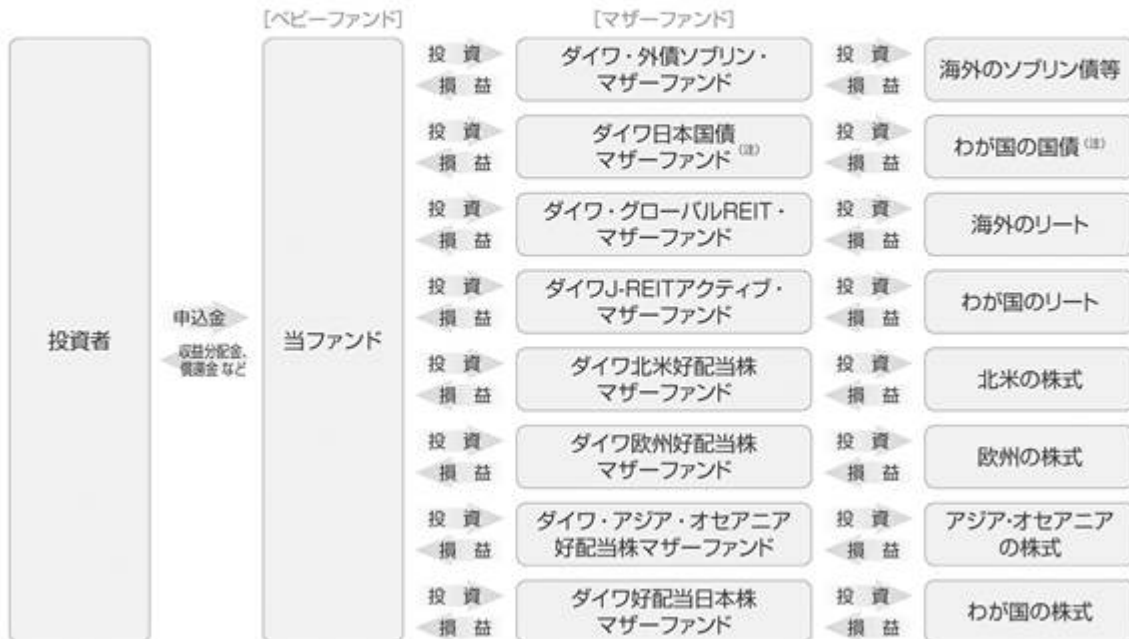 [ベビーファンド]
[マザーファンド]
投資者
申込金
収益分配金、
償還金 など
当ファンド
投 資
損 益
ダイワ・外債ソブリン・
マザーファンド
投 資
損 益
海外のソブリン債等
投 資
損 益
ダイワ日本国債
マザーファンド (注)
投 資
損 益
わが国の国債 (注)
投 資
損 益
ダイワ・グローバルREIT・
マザーファンド
投 資
損 益
海外のリート
投 資
損 益
ダイワJ-REITアクティブ・
マザーファンド
投 資
損 益
わが国のリート
投 資
損 益
ダイワ北米好配当株
マザーファンド
投 資
損 益
北米の株式
投 資
損 益
ダイワ欧州好配当株
マザーファンド
投 資
損 益
欧州の株式
投 資
損 益
ダイワ・アジア・オセアニア
好配当株マザーファンド
投 資
損 益
アジア・オセアニア
の株式
投 資
損 益
ダイワ好配当日本株
マザーファンド
投 資
損 益
わが国の株式